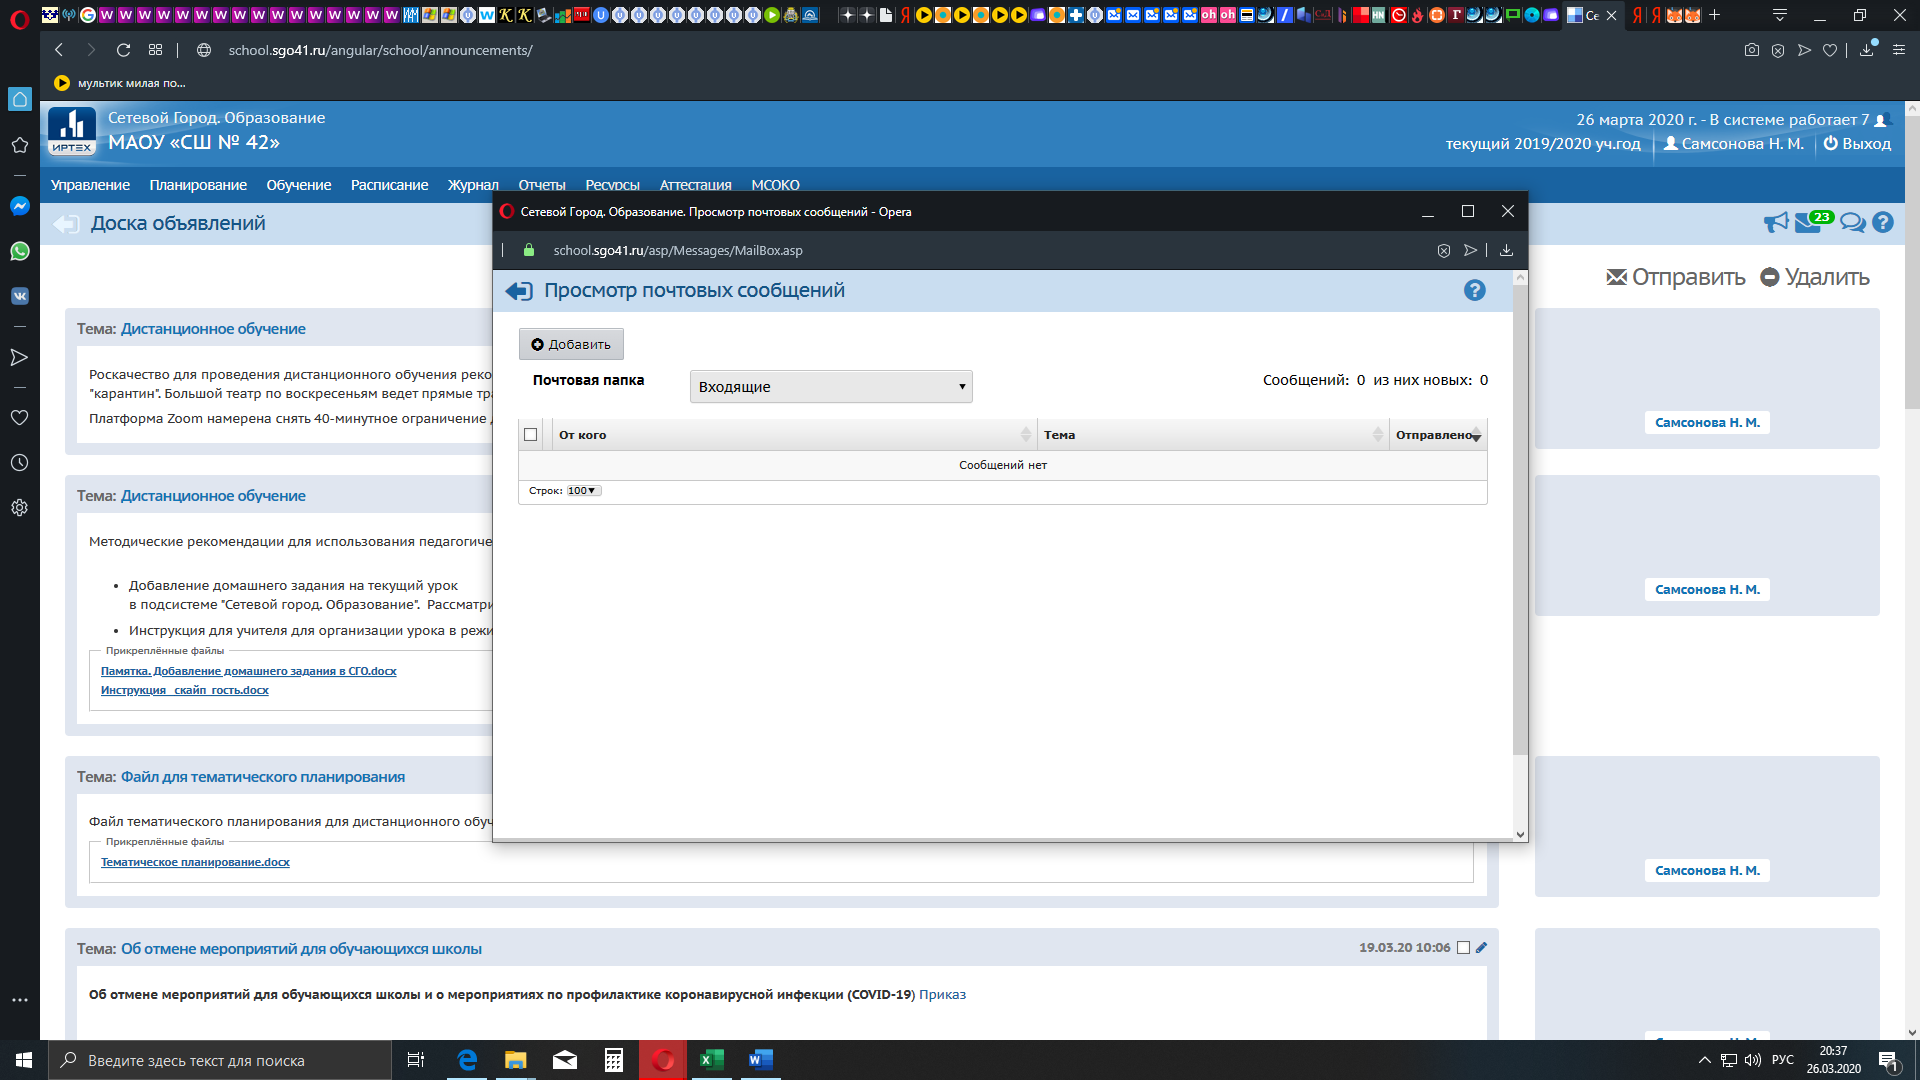 school.sgo41.ru/angular/school/announcements/
мультик милая по...
Сетевой Город. Образование
МАОУ «СШ № 42»
ИРТЕХ
26 марта 2020 г. - В системе работает 7
текущий 2019/2020 уч.год
Самсонова Н. М.
Выход
Управление Планирование Обучение Расписание Журнал Отчеты Ресурсы Аттестация МСОКО
Доска объявлений
23
Отправить Удалить
Тема: Дистанционное обучение
Роскачество для проведения дистанционного обучения реко
"карантин". Большой театр по воскресеньям ведет прямые тра
Платформа Zoom намерена снять 40-минутное ограничение
Самсонова Н. М.
Тема: Дистанционное обучение
Методические рекомендации для использования педагогиче
Добавление домашнего задания на текущий урок
в подсистеме "Сетевой город. Образование". Рассматри
Инструкция для учителя для организации урока в режи
Прикреплённые файлы
Памятка. Добавление домашнего задания в СГО.docx
Инструкция_ скайп_гость.docx
Самсонова Н. М.
Тема: Файл для тематического планирования
Файл тематического планирования для дистанционного обуч
Прикреплённые файлы
Тематическое планирование.docx
Самсонова Н. М.
Тема: Об отмене мероприятий для обучающихся школы
19.03.20 10:06
Об отмене мероприятий для обучающихся школы и о мероприятиях по профилактике коронавирусной инфекции (COVID-19) Приказ
Сетевой Город. Образование. Просмотр почтовых сообщений - Opera
school.sgo41.ru/asp/Messages/MailBox.asp
Просмотр почтовых сообщений
Добавить
Почтовая папка
Входящие
Сообщений: 0 из них новых: 0
От кого
Тема
Отправлено
Сообщений нет
Строк: 100
Введите здесь текст для поиска
РУС
20:37
26.03.2020
1